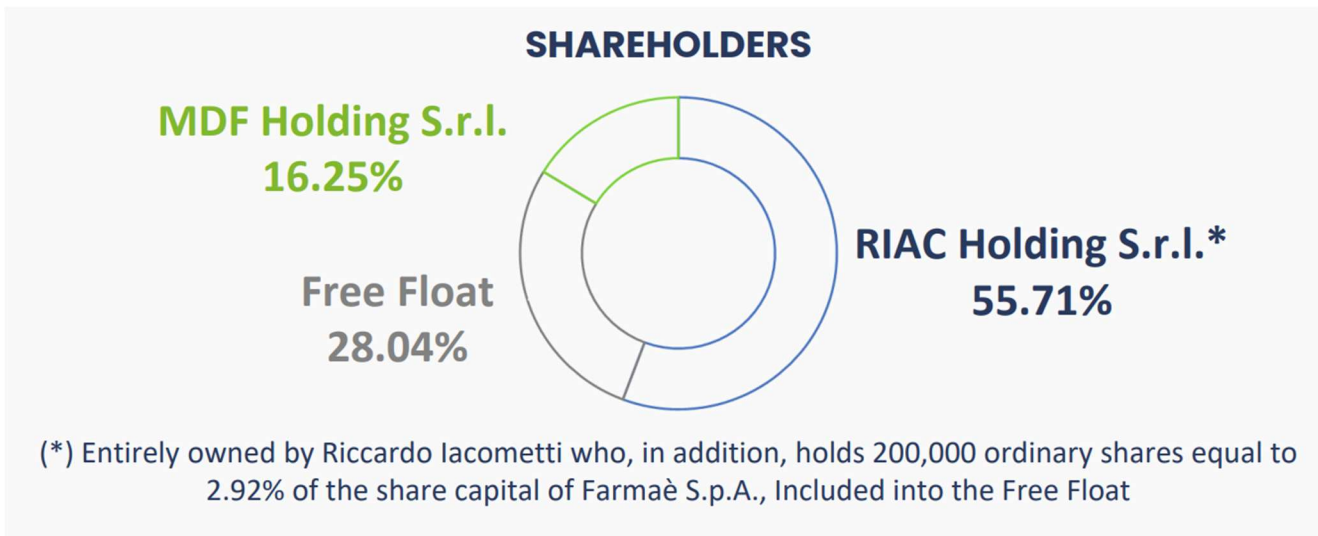 SHAREHOLDERS
MDF Holding S.r.l.
16.25%
RIAC Holding S.r.l.*
55.71%
Free Float
28.04%
(*) Entirely owned by Riccardo Iacometti who, in addition, holds 200,000 ordinary shares equal to
2.92% of the share capital of Farmaè S.p.A., Included into the Free Float